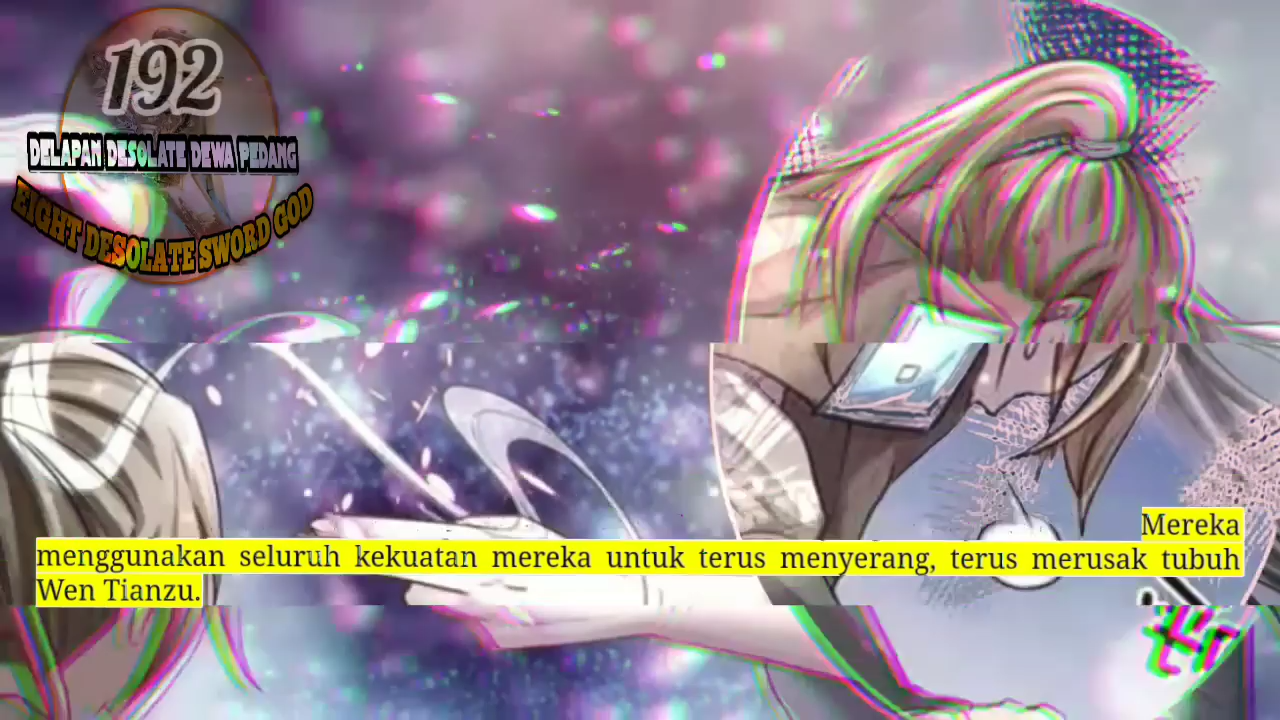 192
DELAPAN DESOLATE DEWA PEDANG
EIGHT DESOLATE SWORD GOD
Mereka
menggunakan seluruh kekuatan mereka untuk terus menyerang, terus merusak tubuh
Wen Tianzu.